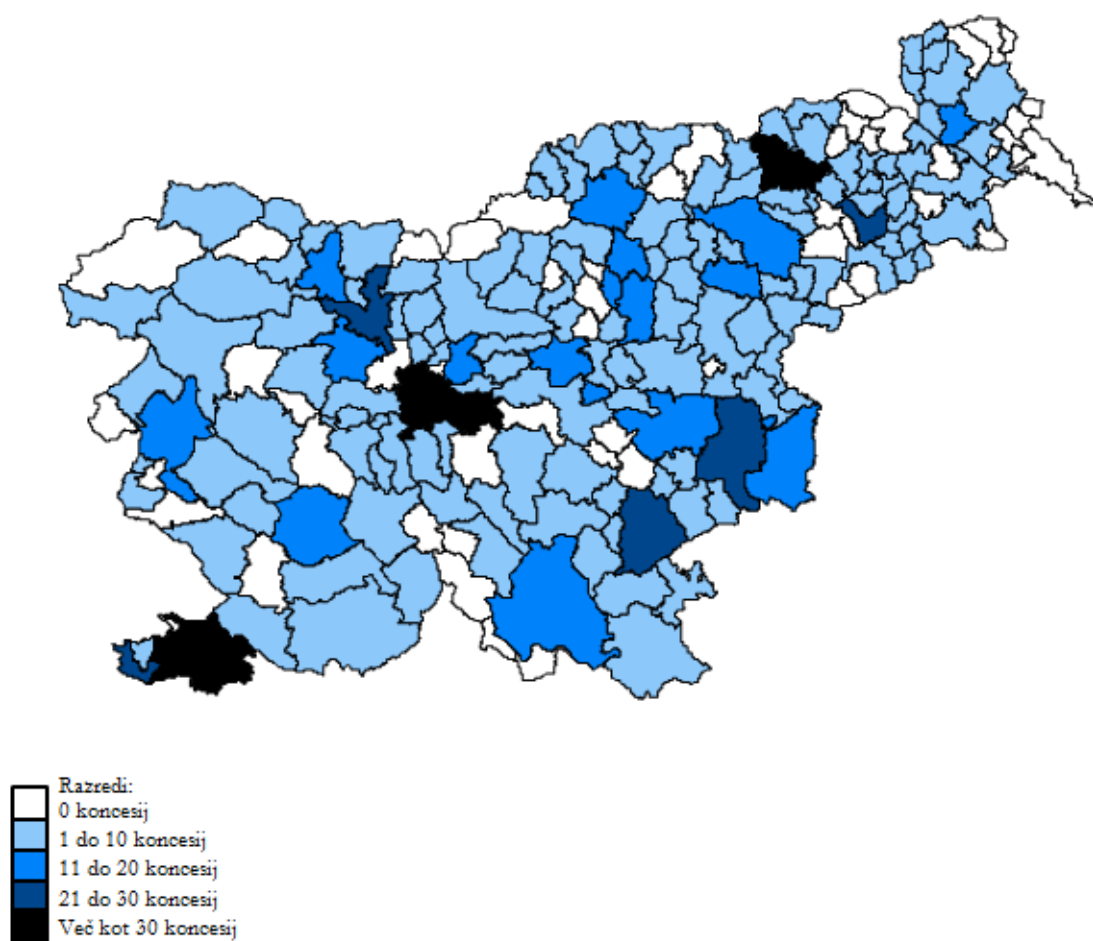 Razredi:
0 koncesij
1 do 10 koncesij
11 do 20 koncesij
21 do 30 koncesij
Več kot 30 koncesij